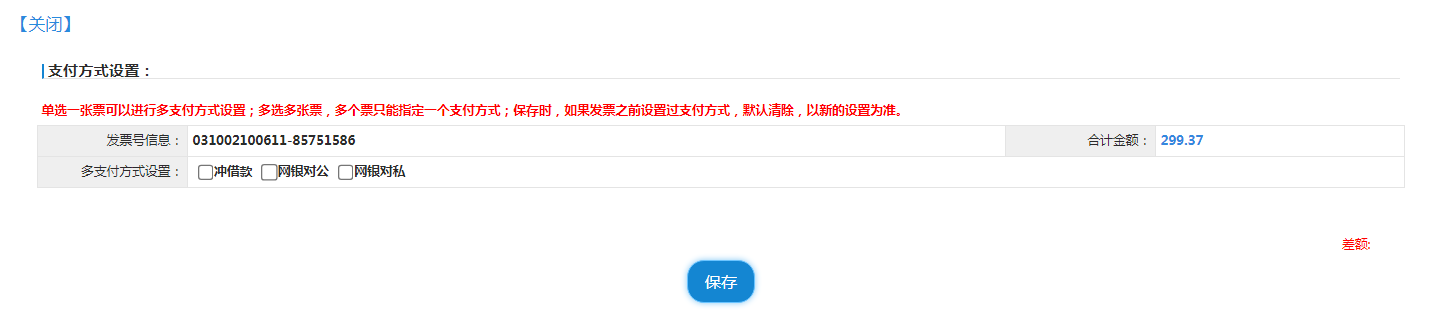 【关闭】
支付方式设置：
单选一张票可以进行多支付方式设置；多选多张票，多个票只能指定一个支付方式；保存时，如果发票之前设置过支付方式，默认清除，以新的设置为准。
发票号信息： 031002100611-85751586 合计金额： 299.37
多支付方式设置： 冲借款 网银对公 网银对私
差额:
保存